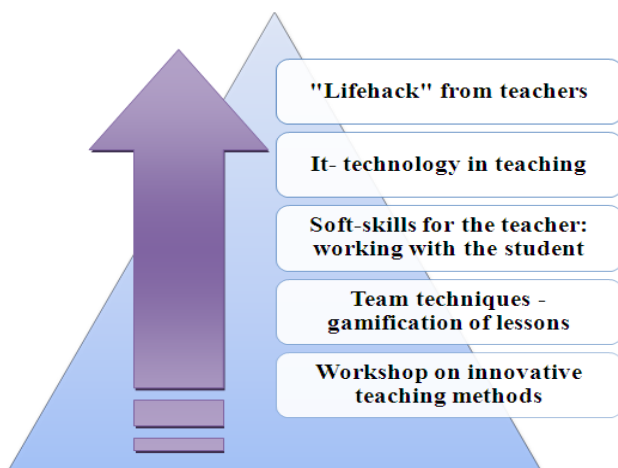 "Lifehack" from teachers
It- technology in teaching
Soft-skills for the teacher:
working with the student
Team techniques -
gamification of lessons
Workshop on innovative
teaching methods